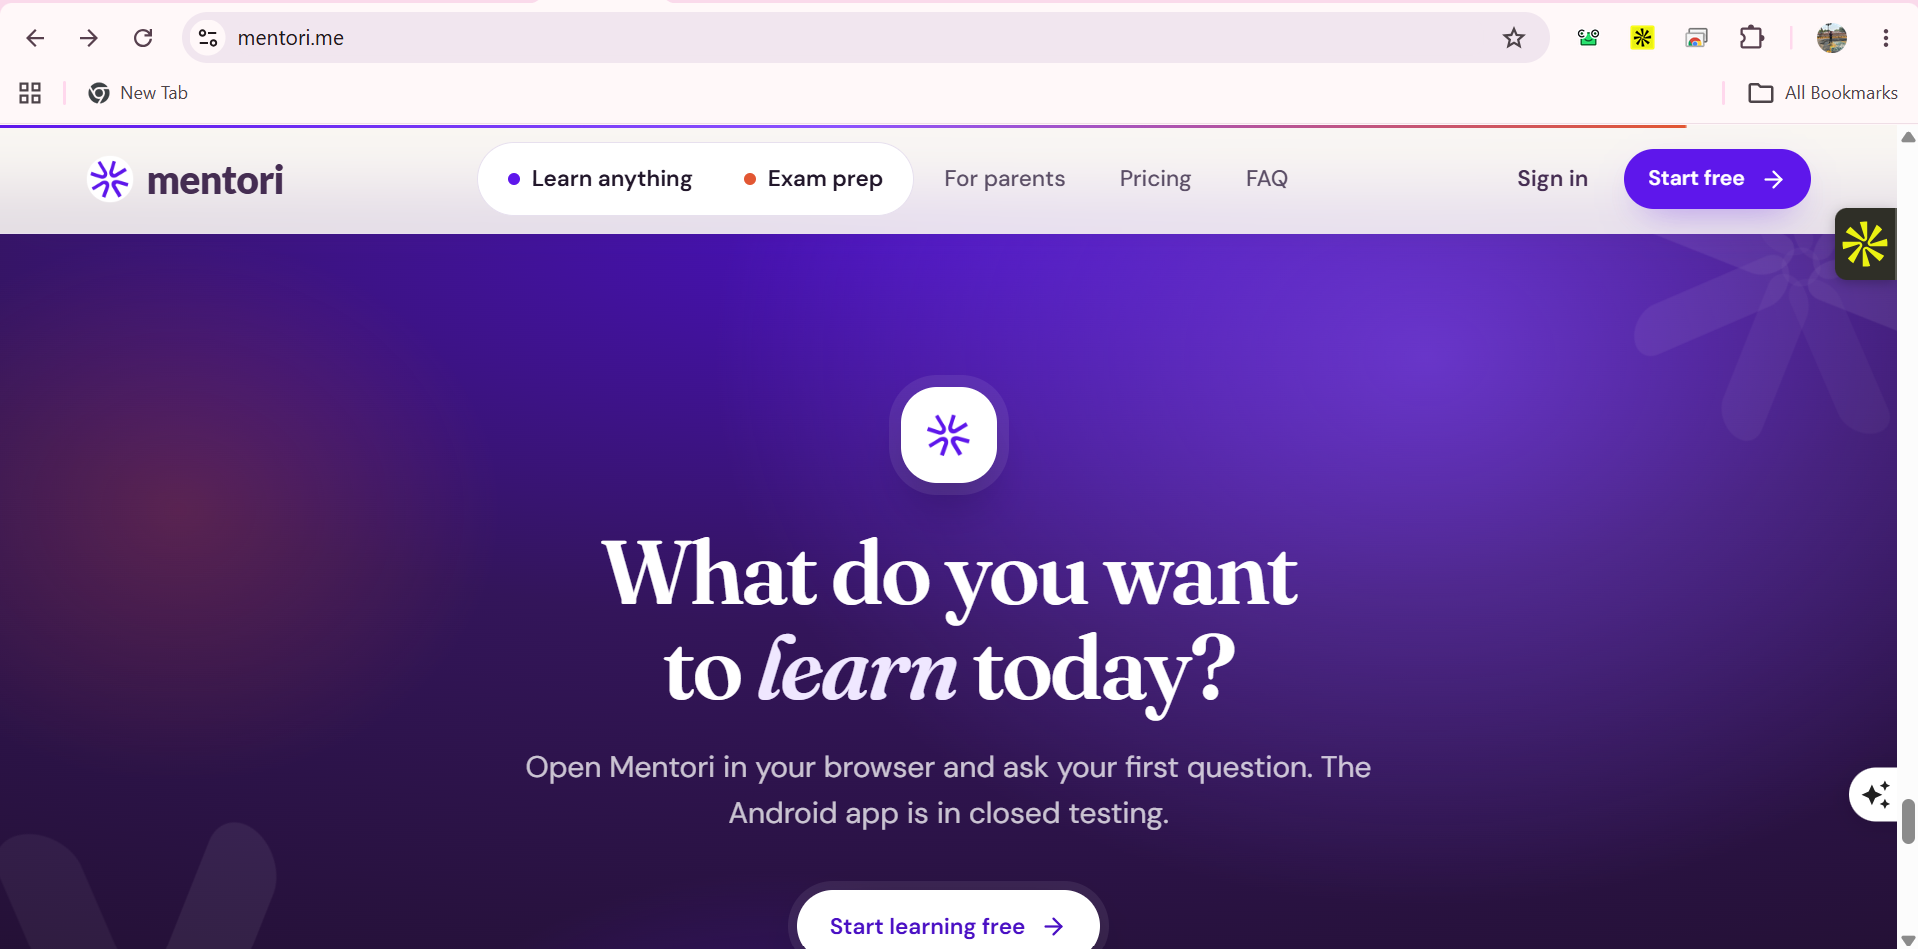 mentori.me
New Tab
All Bookmarks
mentori
Learn anything
Exam prep
For parents
Pricing
FAQ
Sign in
Start free
What do you want
to learn today?
Open Mentori in your browser and ask your first question. The
Android app is in closed testing.
Start learning free